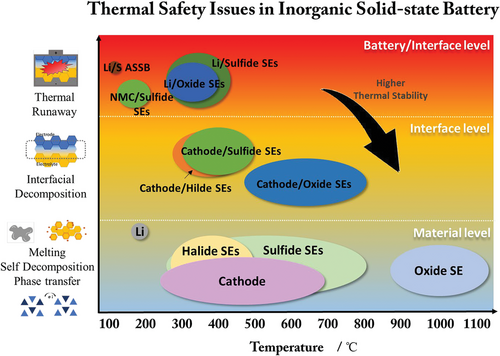 Thermal Safety Issues in Inorganic Solid-state Battery
Battery/Interface level
Li/Sulfide SEs
Li/S ASSB
Li/Oxide SEs
NMC/Sulfide
SEs
Higher
Thermal Stability
Thermal
Runaway
Interface level
Electrode
Electrolyte
Cathode/Sulfide SEs
Cathode/Hilde SEs
Cathode/Oxide SEs
Interfacial
Decomposition
Material level
Li
Halide SEs
Sulfide SEs
Cathode
Oxide SE
Melting
Self Decomposition
Phase transfer
100 200 300 400 500 600 700 800 900 1000 1100
Temperature / ℃